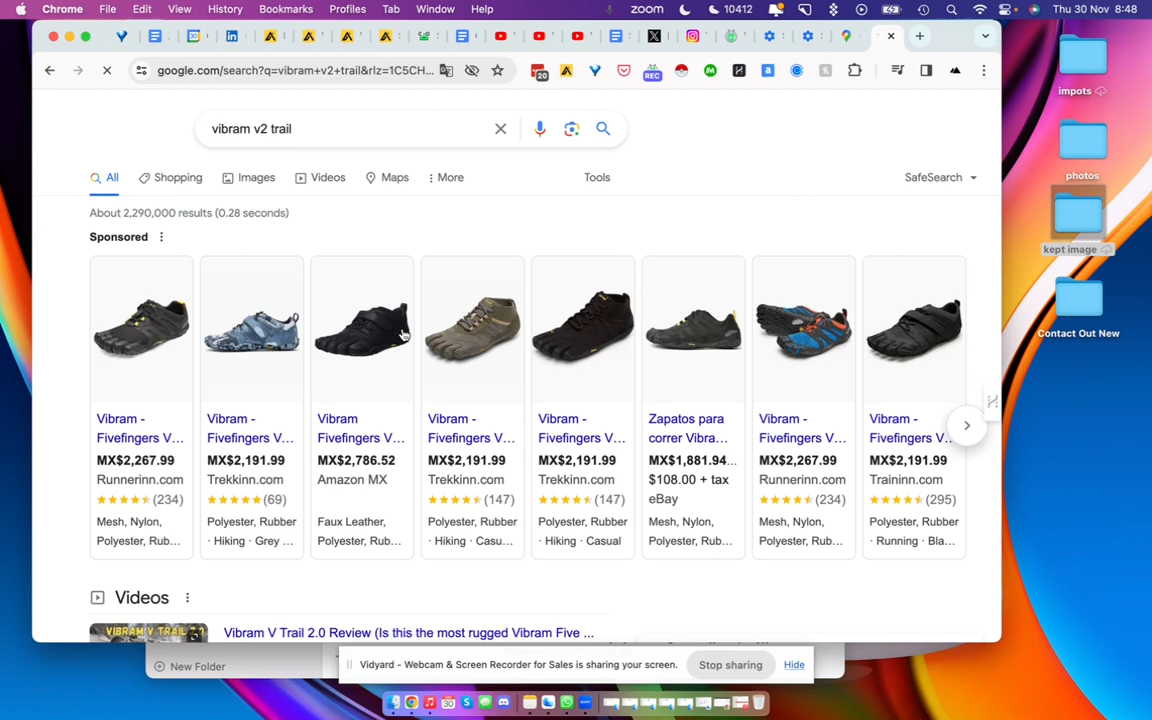 Chrome File Edit View History Bookmarks Profiles Tab Window Help zoom 10412 Thu 30 Nov 8:48
google.com/search?q=vibram+v2+trail&rlz=1C5CH... 20 REC
vibram v2 trail
All Shopping Images Videos Maps More Tools SafeSearch
About 2,290,000 results (0.28 seconds)
Sponsored
Vibram -
Fivefingers V...
MX$2,267.99
Runnerinn.com
(234)
Mesh, Nylon,
Polyester, Rub...
Vibram -
Fivefingers V...
MX$2,191.99
Trekkinn.com
(69)
Polyester, Rubber
· Hiking · Grey ...
Vibram
Fivefingers V...
MX$2,786.52
Amazon MX
Faux Leather,
Polyester, Rub...
Vibram -
Fivefingers V...
MX$2,191.99
Trekkinn.com
(147)
Polyester, Rubber
· Hiking · Casu...
Vibram -
Fivefingers V...
MX$2,191.99
Trekkinn.com
(147)
Polyester, Rubber
· Hiking · Casual
Zapatos para
correr Vibra...
MX$1,881.94...
$108.00 + tax
eBay
Mesh, Nylon,
Polyester, Rub...
Vibram -
Fivefingers V...
MX$2,267.99
Runnerinn.com
(234)
Mesh, Nylon,
Polyester, Rub...
Vibram -
Fivefingers V...
MX$2,191.99
Traininn.com
(295)
Polyester, Rubber
· Running · Bla...
Videos
VIBRAM V TRAIL 2.0
Vibram V Trail 2.0 Review (Is this the most rugged Vibram Five ...
New Folder
Vidyard - Webcam & Screen Recorder for Sales is sharing your screen. Stop sharing Hide
impots
photos
kept image
Contact Out New
30